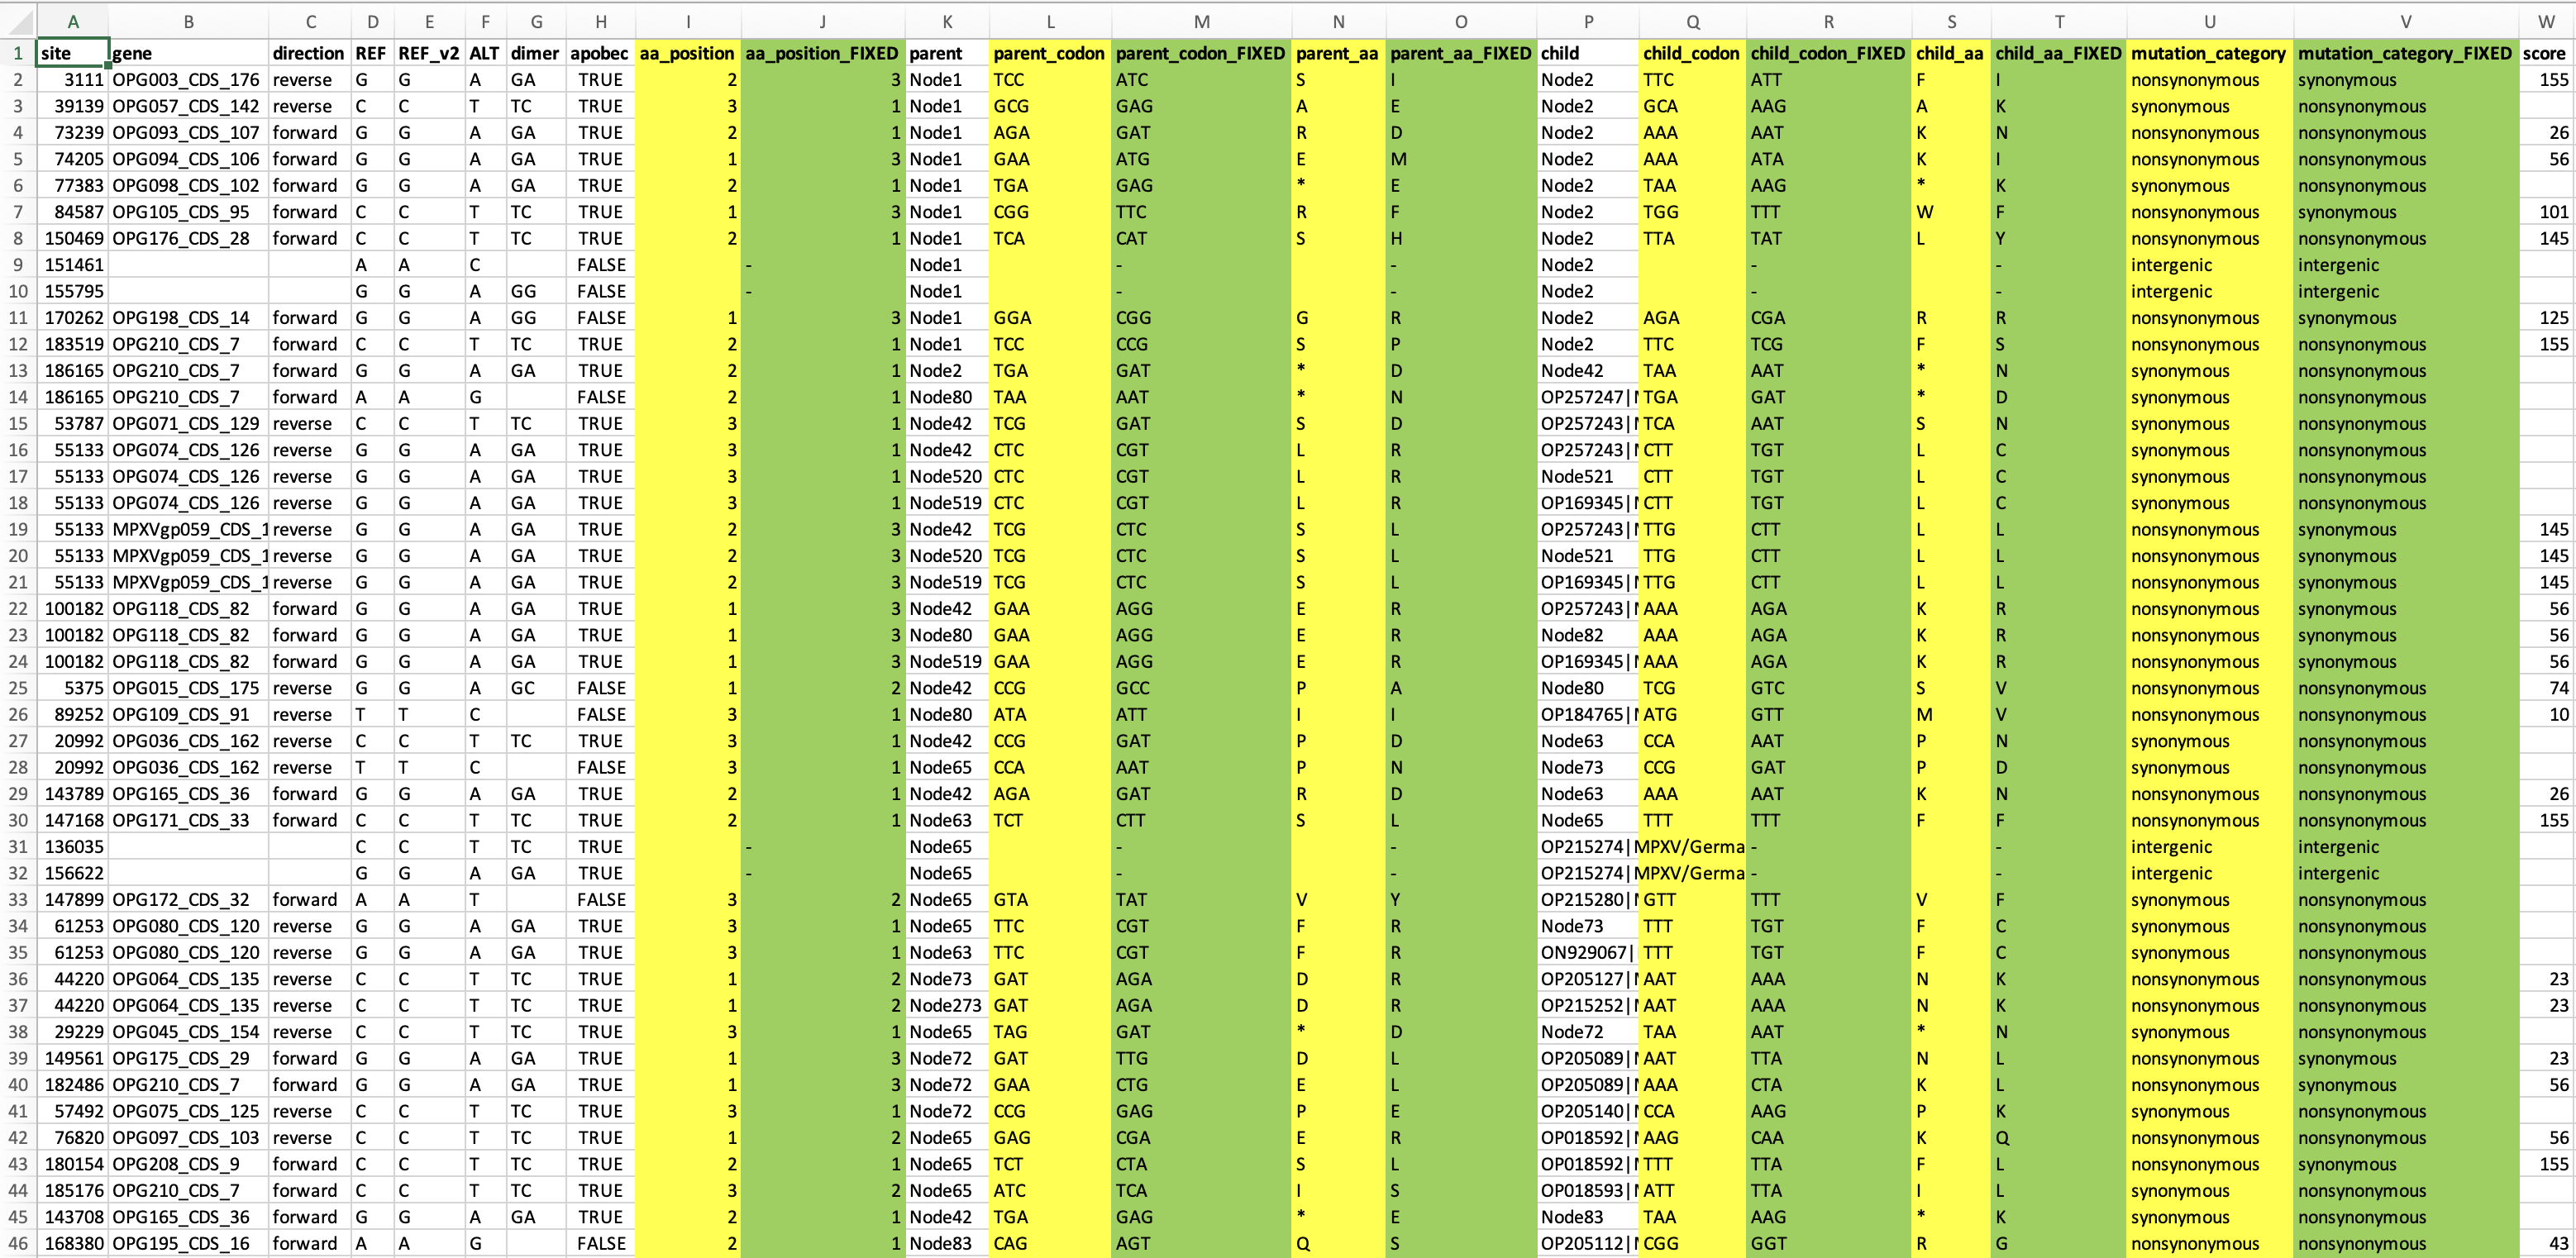 A B C D E F G H I J K L M N O P Q R S T U V W
1 site gene direction REF REF_v2 ALT dimer apobec aa_position aa_position_FIXED parent parent_codon parent_codon_FIXED parent_aa parent_aa_FIXED child child_codon child_codon_FIXED child_aa child_aa_FIXED mutation_category mutation_category_FIXED score
2 3111 OPG003_CDS_176 reverse G G A GA TRUE 2 3 Node1 TCC ATC S I Node2 TTC ATT F I nonsynonymous synonymous 155
3 39139 OPG057_CDS_142 reverse C C T TC TRUE 3 1 Node1 GCG GAG A E Node2 GCA AAG A K synonymous nonsynonymous
4 73239 OPG093_CDS_107 forward G G A GA TRUE 2 1 Node1 AGA GAT R D Node2 AAA AAT K N nonsynonymous nonsynonymous 26
5 74205 OPG094_CDS_106 forward G G A GA TRUE 1 3 Node1 GAA ATG E M Node2 AAA ATA K I nonsynonymous nonsynonymous 56
6 77383 OPG098_CDS_102 forward G G A GA TRUE 2 1 Node1 TGA GAG * E Node2 TAA AAG * K synonymous nonsynonymous
7 84587 OPG105_CDS_95 forward C C T TC TRUE 1 3 Node1 CGG TTC R F Node2 TGG TTT W F nonsynonymous synonymous 101
8 150469 OPG176_CDS_28 forward C C T TC TRUE 2 1 Node1 TCA CAT S H Node2 TTA TAT L Y nonsynonymous nonsynonymous 145
9 151461 A A C FALSE - Node1 - - Node2 - - intergenic intergenic
10 155795 G G A GG FALSE - Node1 - - Node2 - - intergenic intergenic
11 170262 OPG198_CDS_14 forward G G A GG FALSE 1 3 Node1 GGA CGG G R Node2 AGA CGA R R nonsynonymous synonymous 125
12 183519 OPG210_CDS_7 forward C C T TC TRUE 2 1 Node1 TCC CCG S P Node2 TTC TCG F S nonsynonymous nonsynonymous 155
13 186165 OPG210_CDS_7 forward G G A GA TRUE 2 1 Node2 TGA GAT * D Node42 TAA AAT * N synonymous nonsynonymous
14 186165 OPG210_CDS_7 forward A A G FALSE 2 1 Node80 TAA AAT * N OP257247| TGA GAT * D synonymous nonsynonymous
15 53787 OPG071_CDS_129 reverse C C T TC TRUE 3 1 Node42 TCG GAT S D OP257243| TCA AAT S N synonymous nonsynonymous
16 55133 OPG074_CDS_126 reverse G G A GA TRUE 3 1 Node42 CTC CGT L R OP257243| CTT TGT L C synonymous nonsynonymous
17 55133 OPG074_CDS_126 reverse G G A GA TRUE 3 1 Node520 CTC CGT L R Node521 CTT TGT L C synonymous nonsynonymous
18 55133 OPG074_CDS_126 reverse G G A GA TRUE 3 1 Node519 CTC CGT L R OP169345| CTT TGT L C synonymous nonsynonymous
19 55133 MPXVgp059_CDS_1 reverse G G A GA TRUE 2 3 Node42 TCG CTC S L OP257243| TTG CTT L L nonsynonymous synonymous 145
20 55133 MPXVgp059_CDS_1 reverse G G A GA TRUE 2 3 Node520 TCG CTC S L Node521 TTG CTT L L nonsynonymous synonymous 145
21 55133 MPXVgp059_CDS_1 reverse G G A GA TRUE 2 3 Node519 TCG CTC S L OP169345| TTG CTT L L nonsynonymous synonymous 145
22 100182 OPG118_CDS_82 forward G G A GA TRUE 1 3 Node42 GAA AGG E R OP257243| AAA AGA K R nonsynonymous synonymous 56
23 100182 OPG118_CDS_82 forward G G A GA TRUE 1 3 Node80 GAA AGG E R Node82 AAA AGA K R nonsynonymous synonymous 56
24 100182 OPG118_CDS_82 forward G G A GA TRUE 1 3 Node519 GAA AGG E R OP169345| AAA AGA K R nonsynonymous synonymous 56
25 5375 OPG015_CDS_175 reverse G G A GC FALSE 1 2 Node42 CCG GCC P A Node80 TCG GTC S V nonsynonymous nonsynonymous 74
26 89252 OPG109_CDS_91 reverse T T C FALSE 3 1 Node80 ATA ATT I I OP184765| ATG GTT M V nonsynonymous nonsynonymous 10
27 20992 OPG036_CDS_162 reverse C C T TC TRUE 3 1 Node42 CCG GAT P D Node63 CCA AAT P N synonymous nonsynonymous
28 20992 OPG036_CDS_162 reverse T T C FALSE 3 1 Node65 CCA AAT P N Node73 CCG GAT P D synonymous nonsynonymous
29 143789 OPG165_CDS_36 forward G G A GA TRUE 2 1 Node42 AGA GAT R D Node63 AAA AAT K N nonsynonymous nonsynonymous 26
30 147168 OPG171_CDS_33 forward C C T TC TRUE 2 1 Node63 TCT CTT S L Node65 TTT TTT F F nonsynonymous nonsynonymous 155
31 136035 C C T TC TRUE - Node65 - - OP215274|MPXV/Germa - - intergenic intergenic
32 156622 G G A GA TRUE - Node65 - - OP215274|MPXV/Germa - - intergenic intergenic
33 147899 OPG172_CDS_32 forward A A T FALSE 3 2 Node65 GTA TAT V Y OP215280| GTT TTT V F synonymous nonsynonymous
34 61253 OPG080_CDS_120 reverse G G A GA TRUE 3 1 Node65 TTC CGT F R Node73 TTT TGT F C synonymous nonsynonymous
35 61253 OPG080_CDS_120 reverse G G A GA TRUE 3 1 Node63 TTC CGT F R ON929067| TTT TGT F C synonymous nonsynonymous
36 44220 OPG064_CDS_135 reverse C C T TC TRUE 1 2 Node73 GAT AGA D R OP205127| AAT AAA N K nonsynonymous nonsynonymous 23
37 44220 OPG064_CDS_135 reverse C C T TC TRUE 1 2 Node273 GAT AGA D R OP215252| AAT AAA N K nonsynonymous nonsynonymous 23
38 29229 OPG045_CDS_154 reverse C C T TC TRUE 3 1 Node65 TAG GAT * D Node72 TAA AAT * N synonymous nonsynonymous
39 149561 OPG175_CDS_29 forward G G A GA TRUE 1 3 Node72 GAT TTG D L OP205089| AAT TTA N L nonsynonymous synonymous 23
40 182486 OPG210_CDS_7 forward G G A GA TRUE 1 3 Node72 GAA CTG E L OP205089| AAA CTA K L nonsynonymous synonymous 56
41 57492 OPG075_CDS_125 reverse C C T TC TRUE 3 1 Node72 CCG GAG P E OP205140| CCA AAG P K synonymous nonsynonymous
42 76820 OPG097_CDS_103 reverse C C T TC TRUE 1 2 Node65 GAG CGA E R OP018592| AAG CAA K Q nonsynonymous nonsynonymous 56
43 180154 OPG208_CDS_9 forward C C T TC TRUE 2 1 Node65 TCT CTA S L OP018592| TTT TTA F L nonsynonymous synonymous 155
44 185176 OPG210_CDS_7 forward C C T TC TRUE 3 2 Node65 ATC TCA I S OP018593| ATT TTA I L synonymous nonsynonymous
45 143708 OPG165_CDS_36 forward G G A GA TRUE 2 1 Node42 TGA GAG * E Node83 TAA AAG * K synonymous nonsynonymous
46 168380 OPG195_CDS_16 forward A A G FALSE 2 1 Node83 CAG AGT Q S OP205112| CGG GGT R G nonsynonymous nonsynonymous 43